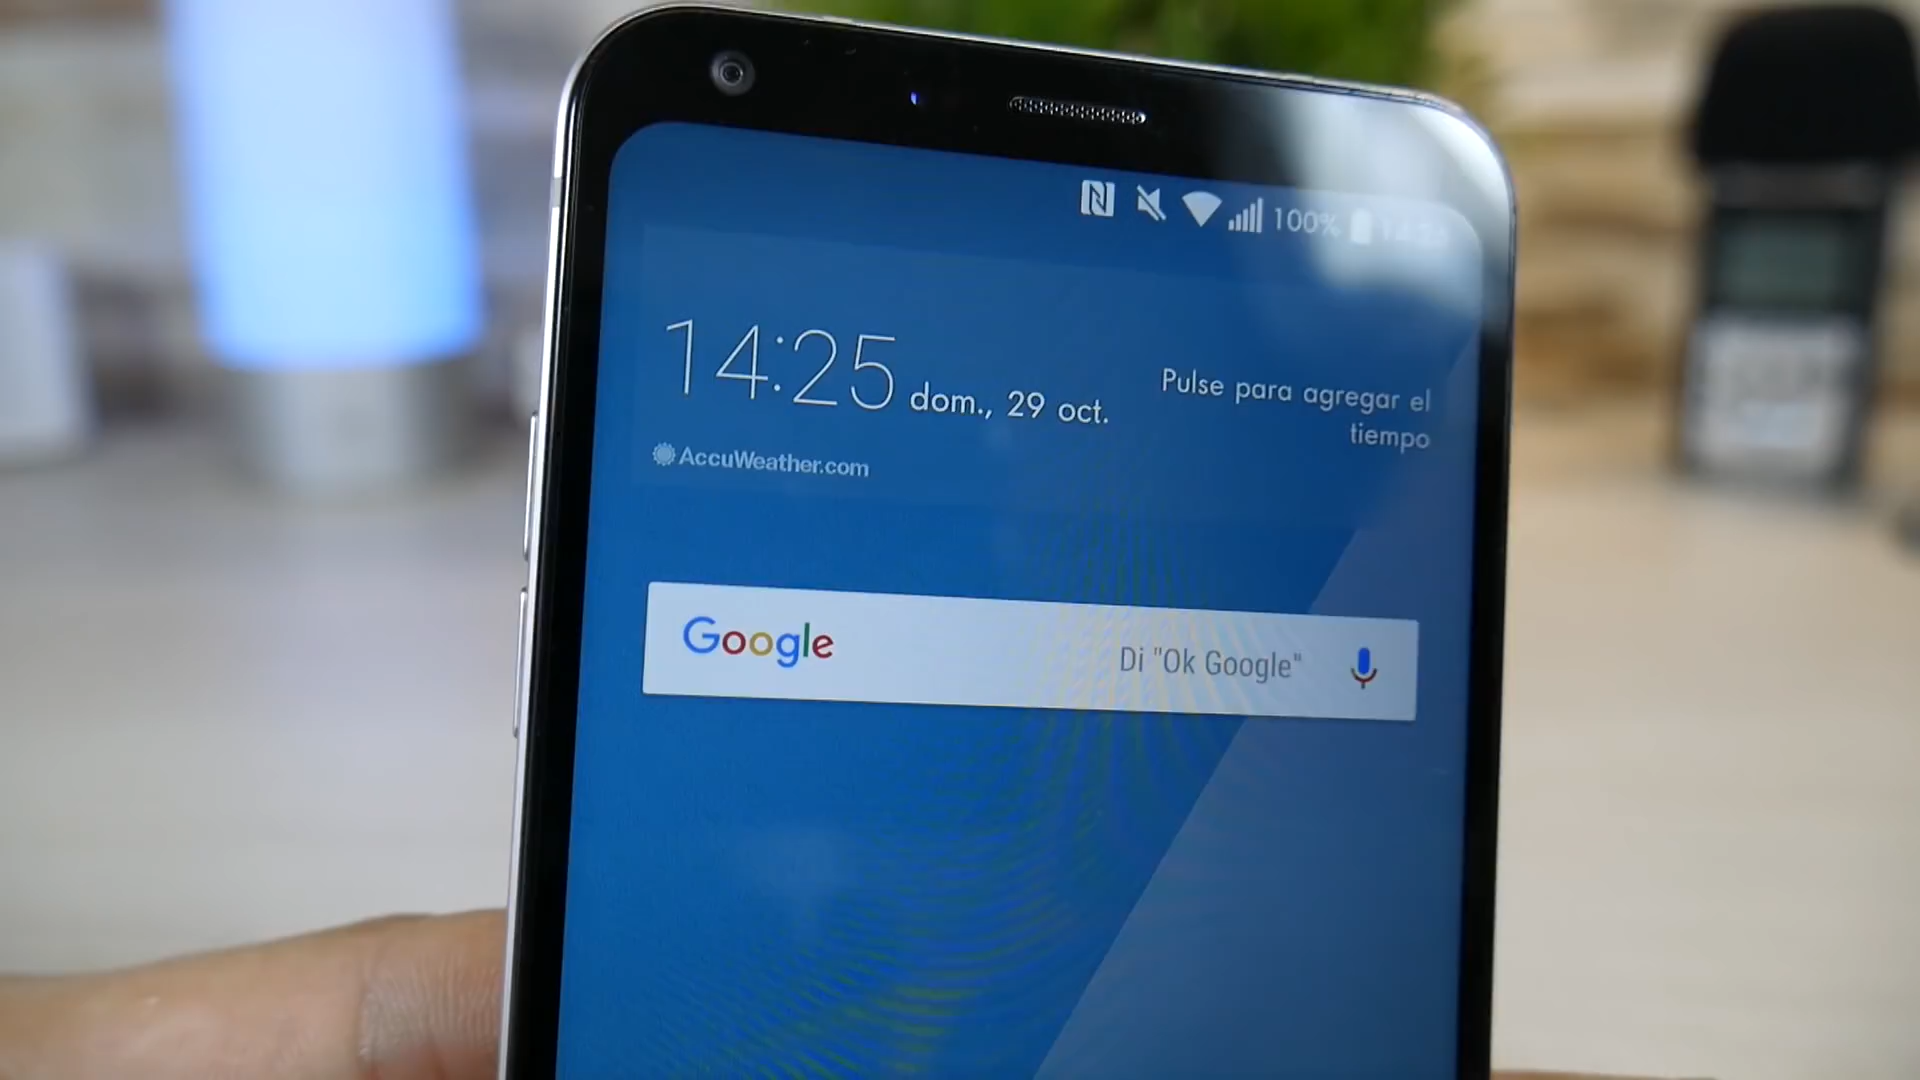 100%
14:25 dom., 29 oct.
Pulse para agregar el
tiempo
AccuWeather.com
Google
Di "Ok Google"